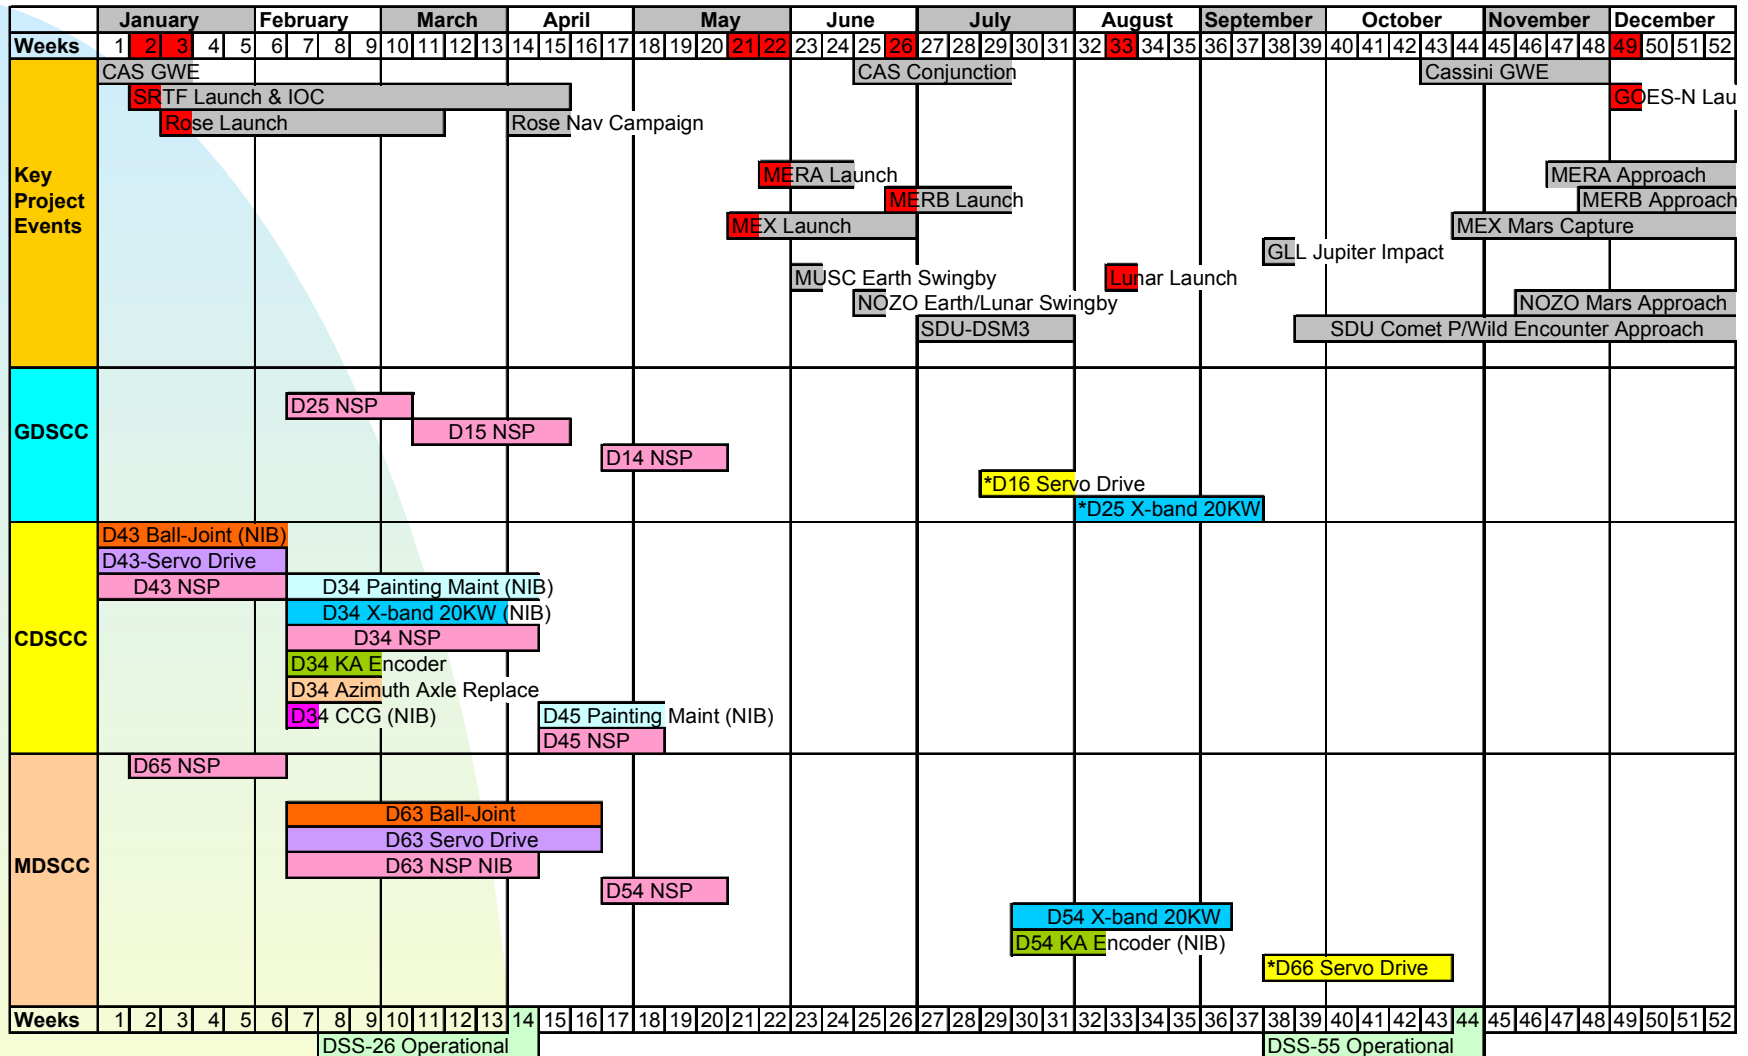 January February March April May June July August September October November December
Weeks 1 2 3 4 5 6 7 8 9 10 11 12 13 14 15 16 17 18 19 20 21 22 23 24 25 26 27 28 29 30 31 32 33 34 35 36 37 38 39 40 41 42 43 44 45 46 47 48 49 50 51 52
CAS GWE CAS Conjunction Cassini GWE
SRTF Launch & IOC GOES-N Lau
Rose Launch Rose Nav Campaign
Key
Project
Events
MERA Launch MERA Approach
MERB Launch MERB Approach
MEX Launch MEX Mars Capture
GLL Jupiter Impact
MUSC Earth Swingby Lunar Launch
NOZO Earth/Lunar Swingby NOZO Mars Approach
SDU-DSM3 SDU Comet P/Wild Encounter Approach
GDSCC
D25 NSP
D15 NSP
D14 NSP
*D16 Servo Drive
*D25 X-band 20KW
CDSCC
D43 Ball-Joint (NIB)
D43-Servo Drive
D43 NSP D34 Painting Maint (NIB)
D34 X-band 20KW (NIB)
D34 NSP
D34 KA Encoder
D34 Azimuth Axle Replace
D34 CCG (NIB) D45 Painting Maint (NIB)
D45 NSP
MDSCC
D65 NSP
D63 Ball-Joint
D63 Servo Drive
D63 NSP NIB
D54 NSP
D54 X-band 20KW
D54 KA Encoder (NIB)
*D66 Servo Drive
Weeks 1 2 3 4 5 6 7 8 9 10 11 12 13 14 15 16 17 18 19 20 21 22 23 24 25 26 27 28 29 30 31 32 33 34 35 36 37 38 39 40 41 42 43 44 45 46 47 48 49 50 51 52
DSS-26 Operational DSS-55 Operational